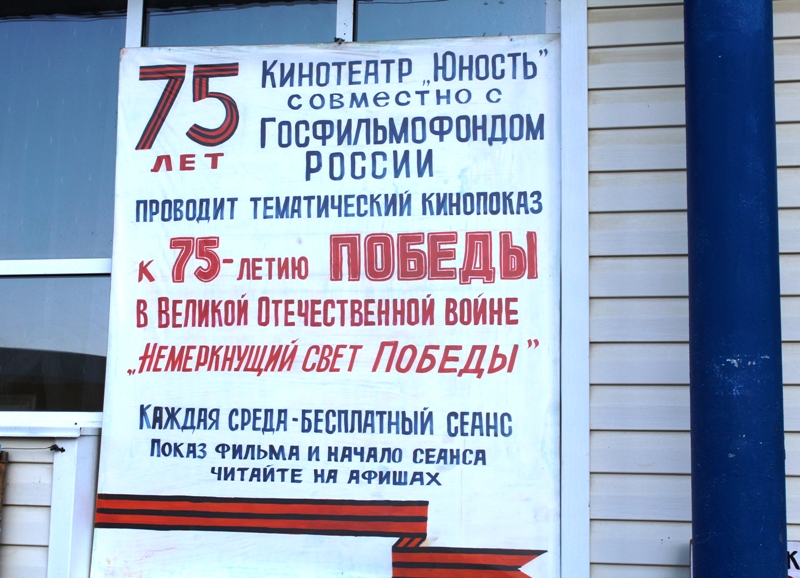 75
ЛЕТ
КИНОТЕАТР „ЮНОСТЬ”
СОВМЕСТНО С
ГОСФИЛЬМОФОНДОМ
РОССИИ
ПРОВОДИТ ТЕМАТИЧЕСКИЙ КИНОПОКАЗ
К 75-ЛЕТИЮ ПОБЕДЫ
В ВЕЛИКОЙ ОТЕЧЕСТВЕННОЙ ВОЙНЕ
„НЕМЕРКНУЩИЙ СВЕТ ПОБЕДЫ”
КАЖДАЯ СРЕДА-БЕСПЛАТНЫЙ СЕАНС
ПОКАЗ ФИЛЬМА И НАЧАЛО СЕАНСА
ЧИТАЙТЕ НА АФИШАХ